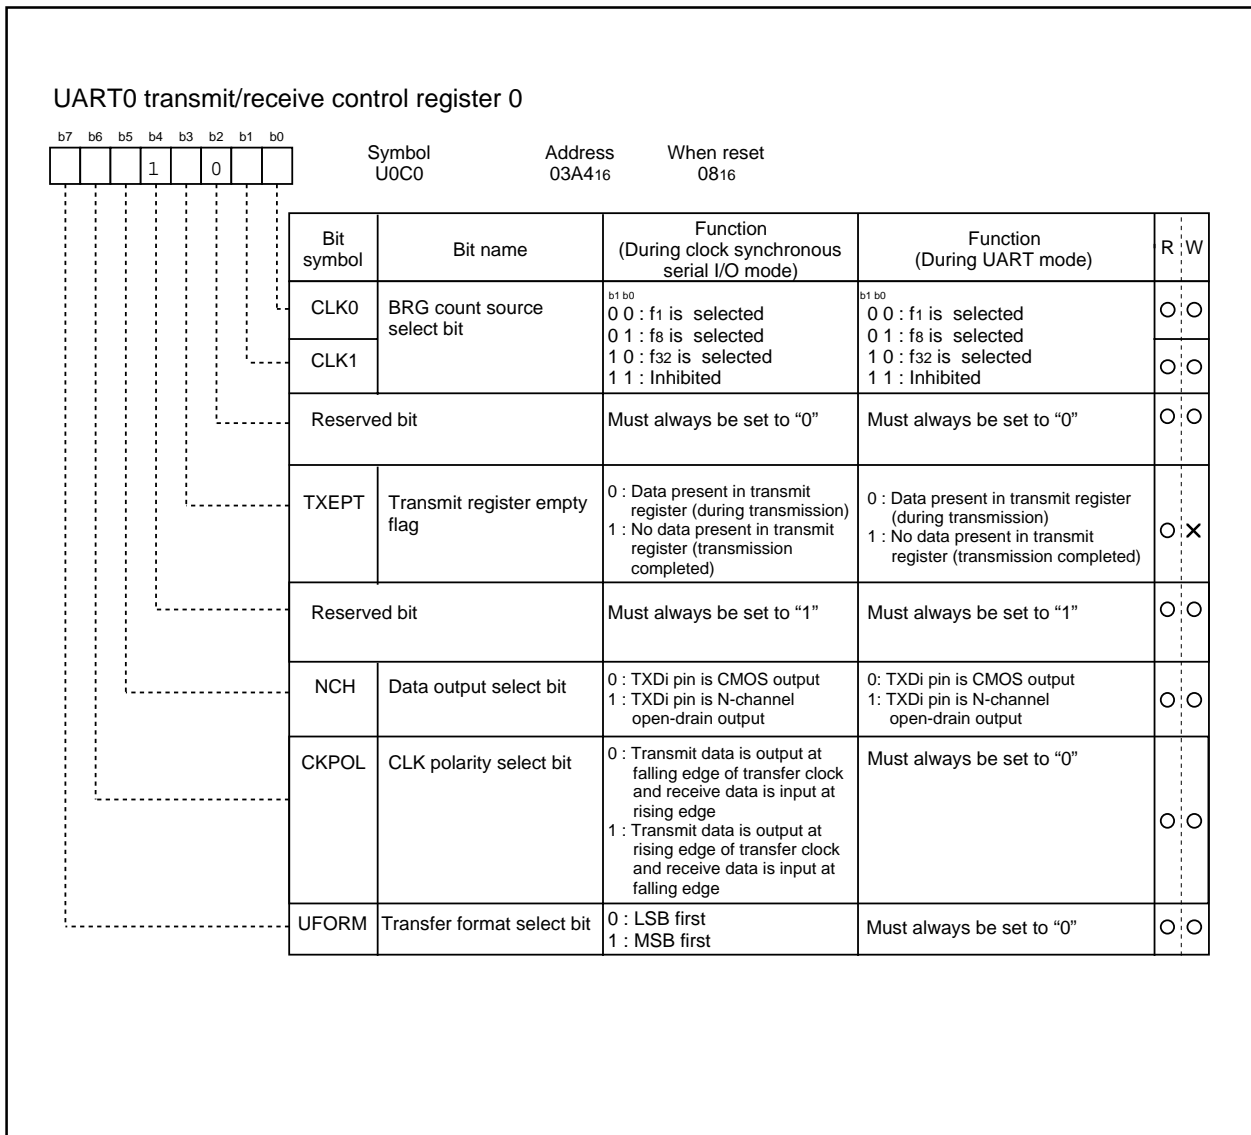 UART0 transmit/receive control register 0
b7 b6 b5 b4 b3 b2 b1 b0
1 0
Symbol Address When reset
U0C0 03A416 0816
Bit symbol
Bit name
Function
(During clock synchronous
serial I/O mode)
Function
(During UART mode)
R W
CLK0
CLK1
BRG count source
select bit
b1 b0
0 0 : f1 is selected
0 1 : f8 is selected
1 0 : f32 is selected
1 1 : Inhibited
b1 b0
0 0 : f1 is selected
0 1 : f8 is selected
1 0 : f32 is selected
1 1 : Inhibited
Reserved bit
Must always be set to “0”
Must always be set to “0”
TXEPT
Transmit register empty
flag
0 : Data present in transmit
register (during transmission)
1 : No data present in transmit
register (transmission
completed)
0 : Data present in transmit register
(during transmission)
1 : No data present in transmit
register (transmission completed)
Reserved bit
Must always be set to “1”
Must always be set to “1”
NCH
Data output select bit
0 : TXDi pin is CMOS output
1 : TXDi pin is N-channel
open-drain output
0: TXDi pin is CMOS output
1: TXDi pin is N-channel
open-drain output
CKPOL
CLK polarity select bit
0 : Transmit data is output at
falling edge of transfer clock
and receive data is input at
rising edge
1 : Transmit data is output at
rising edge of transfer clock
and receive data is input at
falling edge
Must always be set to “0”
UFORM
Transfer format select bit
0 : LSB first
1 : MSB first
Must always be set to “0”